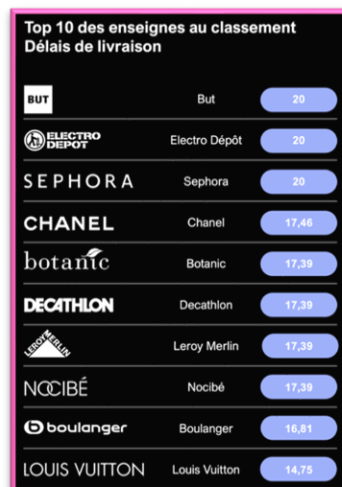 Top 10 des enseignes au classement
Délais de livraison
BUT But 20
ELECTRO DEPOT Electro Dépôt 20
SEPHORA Sephora 20
CHANEL Chanel 17,46
botanic Botanic 17,39
DECATHLON Decathlon 17,39
LEROY MERLIN Leroy Merlin 17,39
NOCIBÉ Nocibé 17,39
boulanger Boulanger 16,81
LOUIS VUITTON Louis Vuitton 14,75